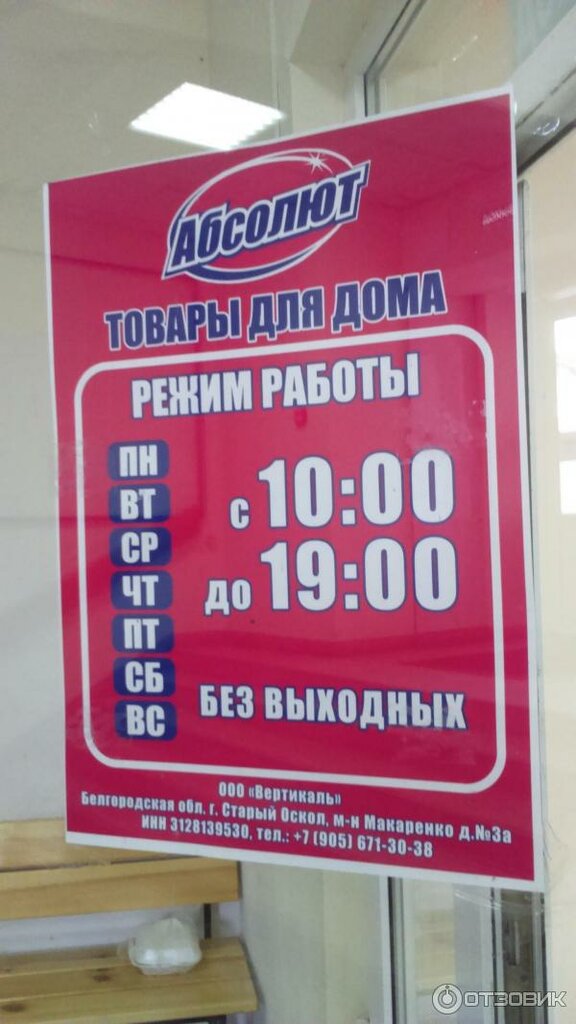 Абсолют
ТОВАРЫ ДЛЯ ДОМА
РЕЖИМ РАБОТЫ
ПН
ВТ
СР
ЧТ
ПТ
СБ
ВС
с 10:00
до 19:00
БЕЗ ВЫХОДНЫХ
ООО «Вертикаль»
Белгородская обл. г. Старый Оскол, м-н Макаренко д.№3а
ИНН 3128139530, тел.: +7 (905) 671-30-38
ОТЗОВИК